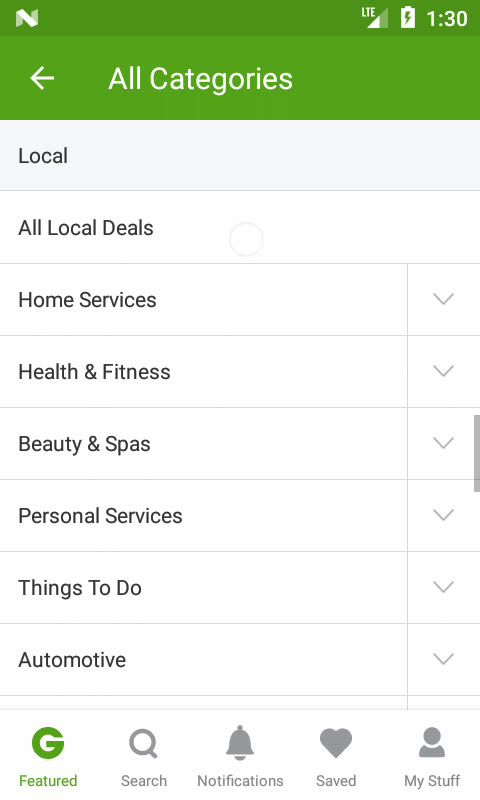 LTE 1:30
All Categories
Local
All Local Deals
Home Services
Health & Fitness
Beauty & Spas
Personal Services
Things To Do
Automotive
Featured Search Notifications Saved My Stuff